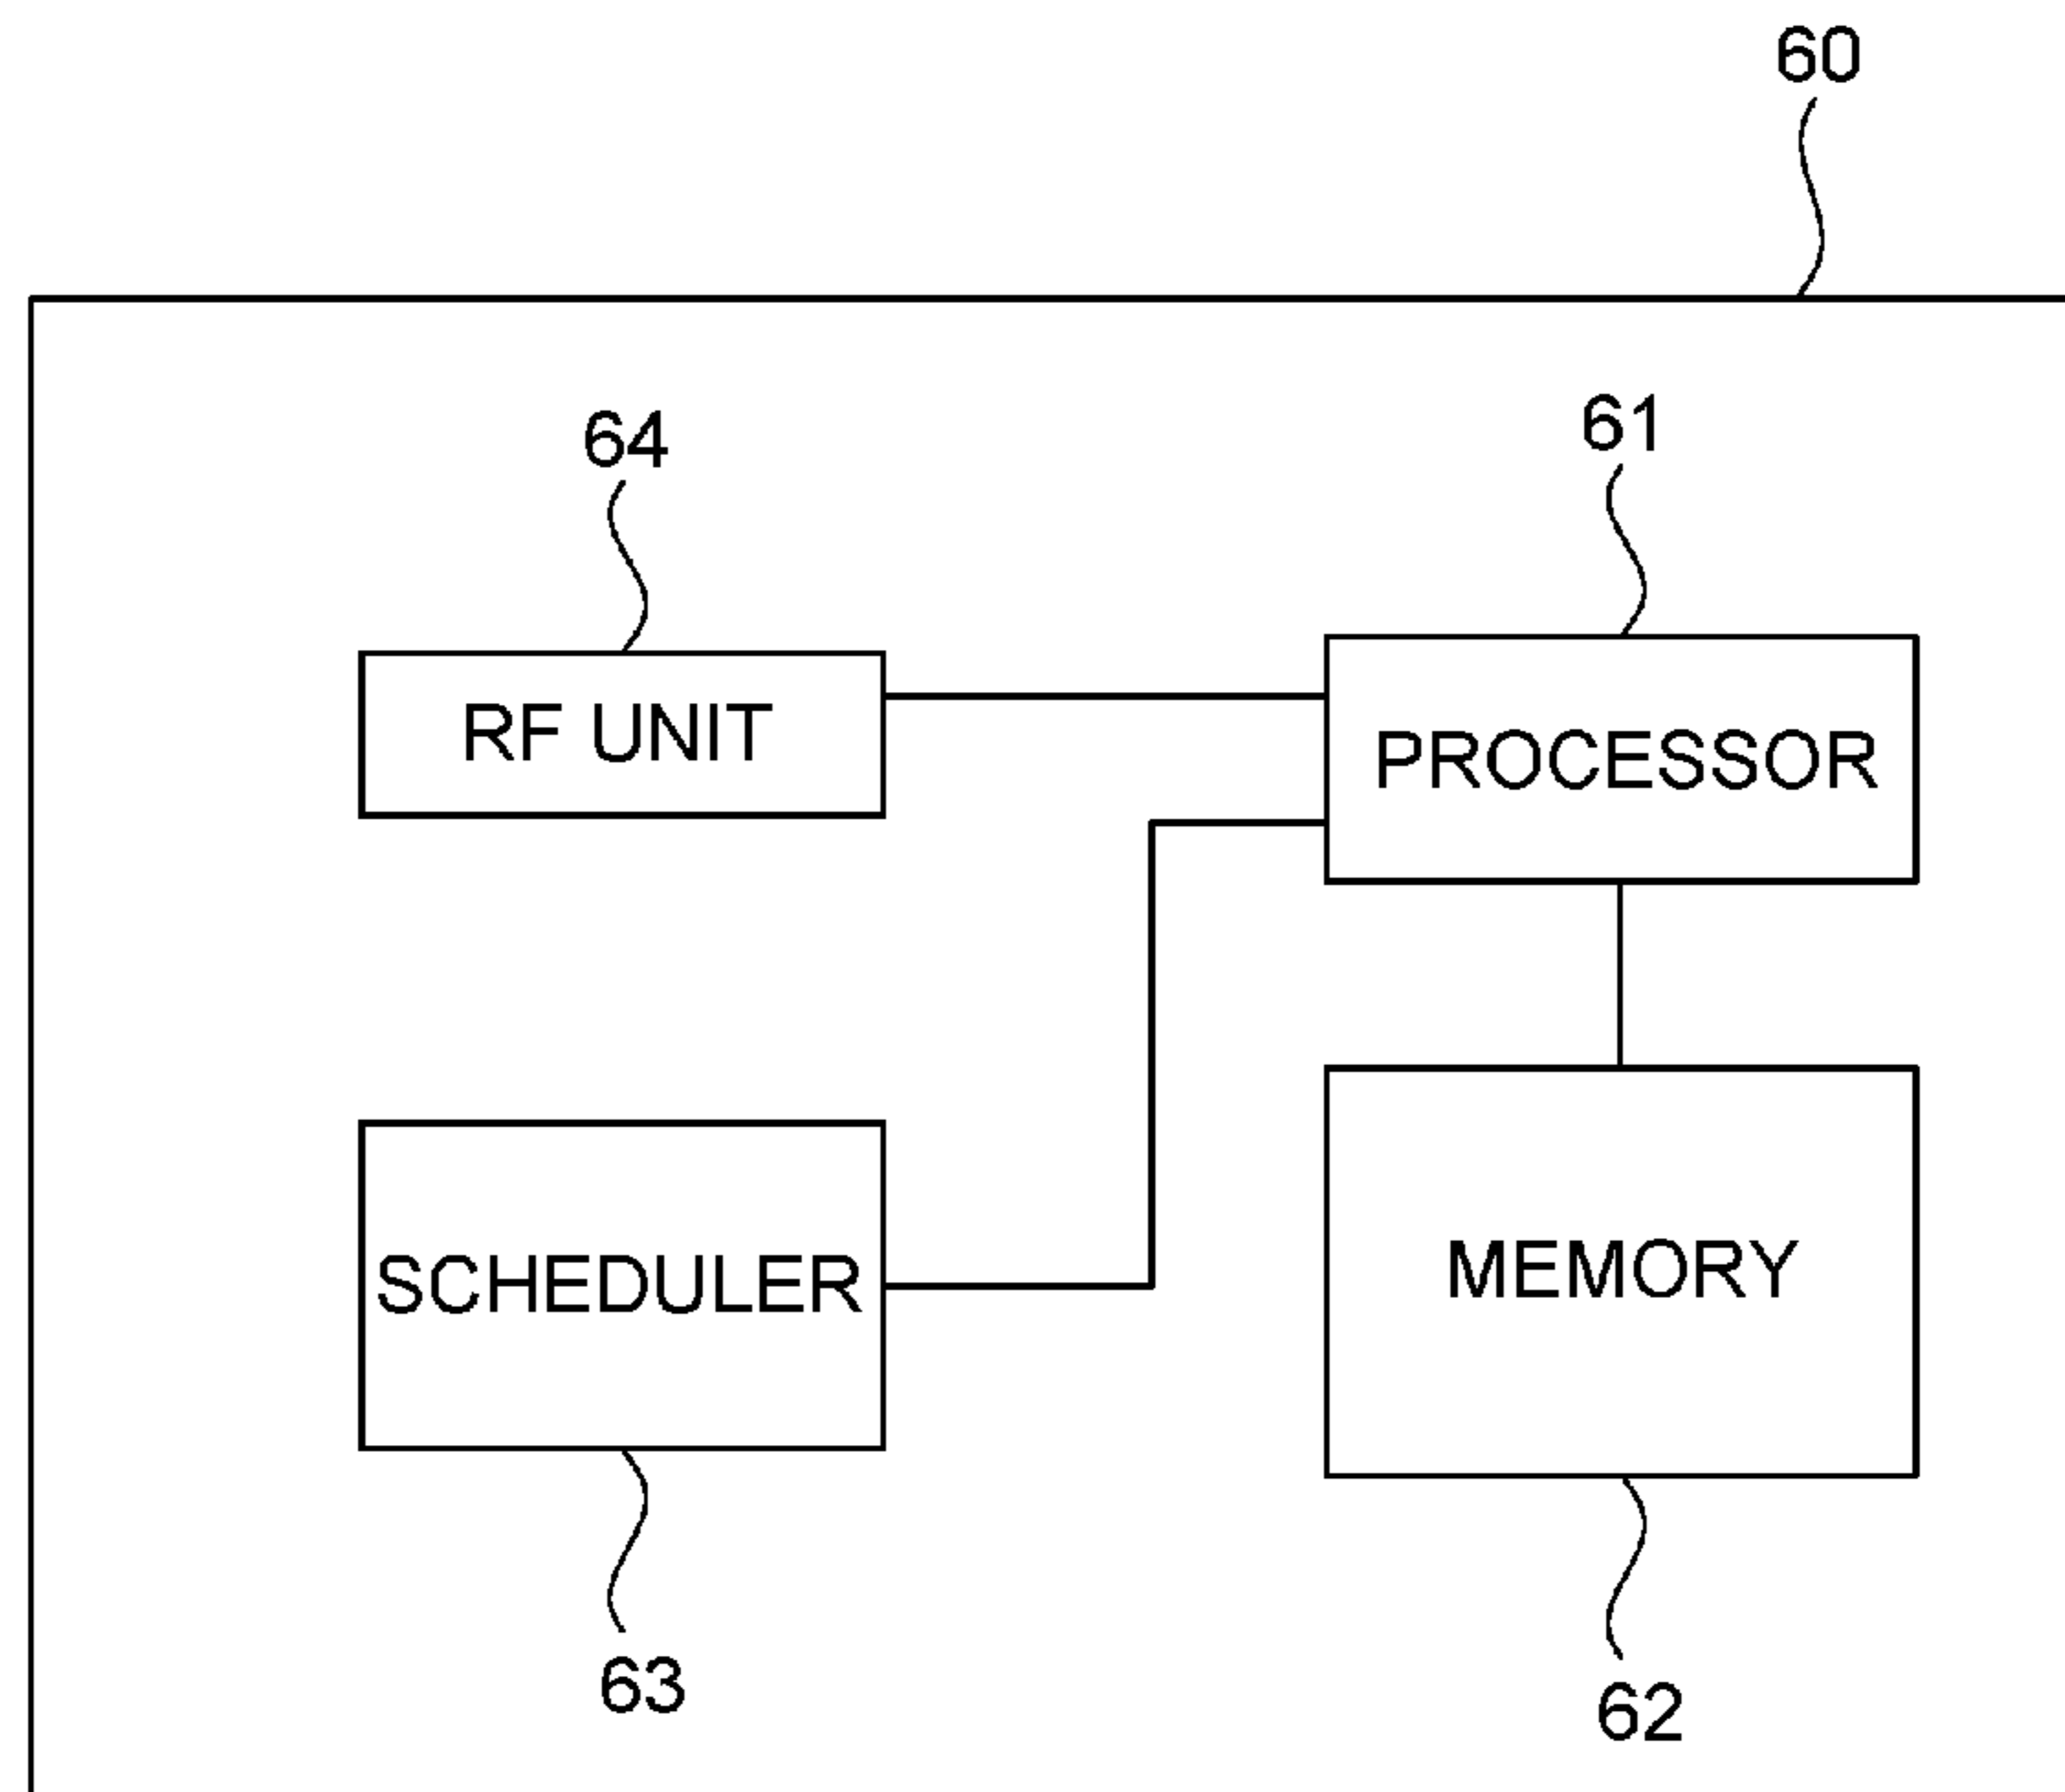 60
64
61
RF UNIT
PROCESSOR
SCHEDULER
MEMORY
63
62